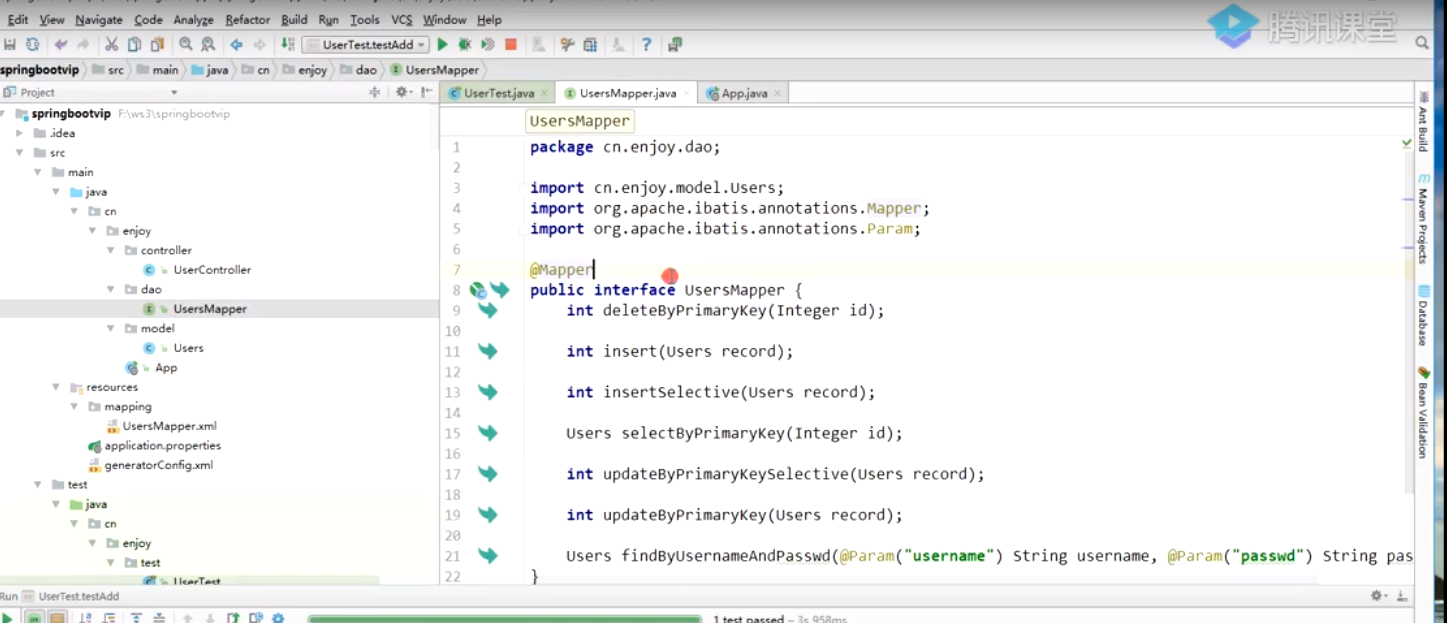 Edit View Navigate Code Analyze Refactor Build Run Tools VCS Window Help
腾讯课堂
UserTest.testAdd
springbootvip src main java cn enjoy dao UsersMapper
Project
UserTest.java UsersMapper.java App.java
springbootvip F:\ws3\springbootvip
.idea
src
main
java
cn
enjoy
controller
UserController
dao
UsersMapper
model
Users
App
resources
mapping
UsersMapper.xml
application.properties
generatorConfig.xml
test
java
cn
enjoy
test
UserTest
UsersMapper
1 package cn.enjoy.dao;
2
3 import cn.enjoy.model.Users;
4 import org.apache.ibatis.annotations.Mapper;
5 import org.apache.ibatis.annotations.Param;
6
7 @Mapper
8 public interface UsersMapper {
9 int deleteByPrimaryKey(Integer id);
10
11 int insert(Users record);
12
13 int insertSelective(Users record);
14
15 Users selectByPrimaryKey(Integer id);
16
17 int updateByPrimaryKeySelective(Users record);
18
19 int updateByPrimaryKey(Users record);
20
21 Users findByUsernameAndPasswd(@Param("username") String username, @Param("passwd") String pas
22 }
Ant Build
Maven Projects
Database
Bean Validation
Run UserTest.testAdd
1 test passed – 3s 958ms